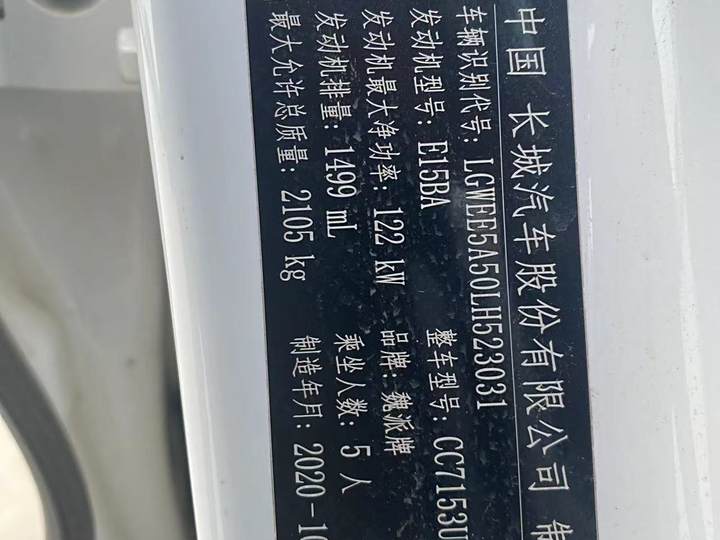 中国 长城汽车股份有限公司 制
车辆识别代号: LGWEE5A50LH523031
发动机型号: E15BA 整车型号: CC7153U
发动机最大净功率: 122 kW 品牌: 魏派牌
发动机排量: 1499 mL 乘坐人数: 5 人
最大允许总质量: 2105 kg 制造年月: 2020-10